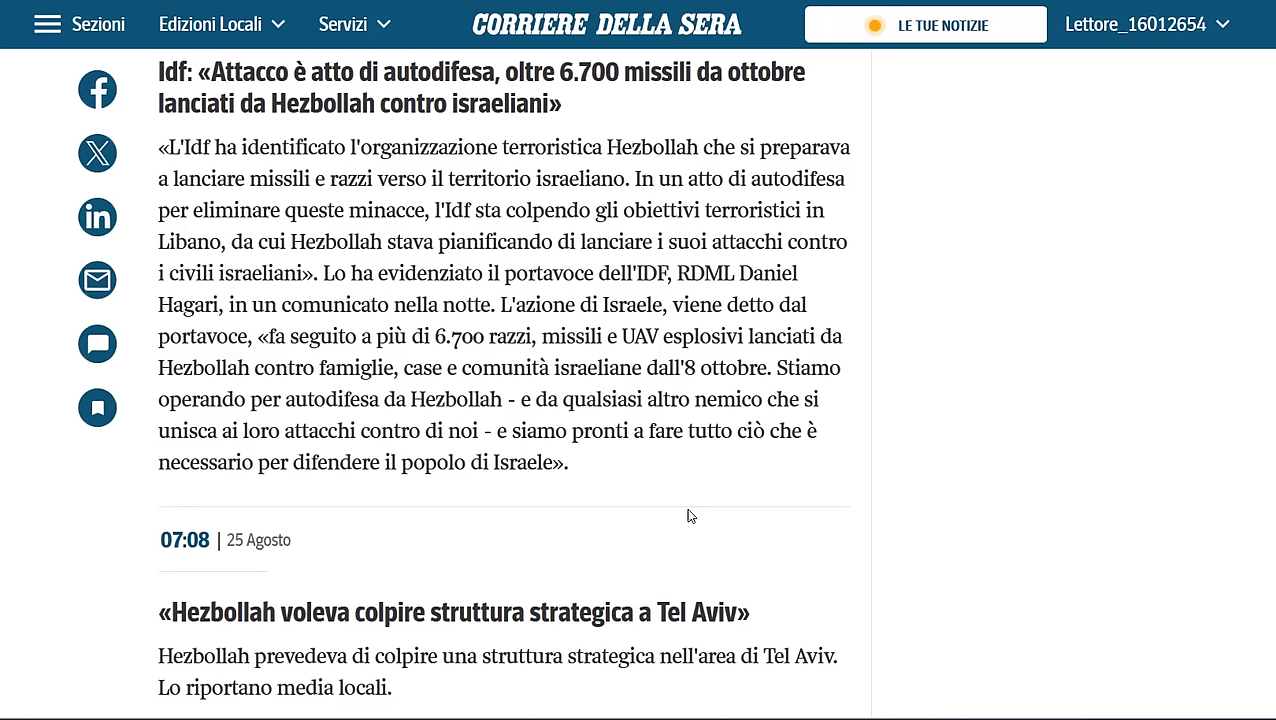 Sezioni
Edizioni Locali
Servizi
CORRIERE DELLA SERA
LE TUE NOTIZIE
Lettore_16012654
Idf: «Attacco è atto di autodifesa, oltre 6.700 missili da ottobre
lanciati da Hezbollah contro israeliani»
«L'Idf ha identificato l'organizzazione terroristica Hezbollah che si preparava
a lanciare missili e razzi verso il territorio israeliano. In un atto di autodifesa
per eliminare queste minacce, l'Idf sta colpendo gli obiettivi terroristici in
Libano, da cui Hezbollah stava pianificando di lanciare i suoi attacchi contro
i civili israeliani». Lo ha evidenziato il portavoce dell'IDF, RDML Daniel
Hagari, in un comunicato nella notte. L'azione di Israele, viene detto dal
portavoce, «fa seguito a più di 6.700 razzi, missili e UAV esplosivi lanciati da
Hezbollah contro famiglie, case e comunità israeliane dall'8 ottobre. Stiamo
operando per autodifesa da Hezbollah - e da qualsiasi altro nemico che si
unisca ai loro attacchi contro di noi - e siamo pronti a fare tutto ciò che è
necessario per difendere il popolo di Israele».
07:08 | 25 Agosto
«Hezbollah voleva colpire struttura strategica a Tel Aviv»
Hezbollah prevedeva di colpire una struttura strategica nell'area di Tel Aviv.
Lo riportano media locali.